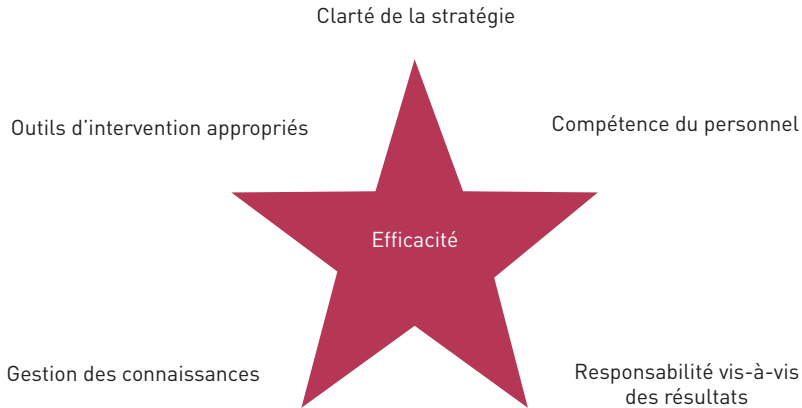 Clarté de la stratégie
Outils d’intervention appropriés
Compétence du personnel
Efficacité
Gestion des connaissances
Responsabilité vis-à-vis
des résultats